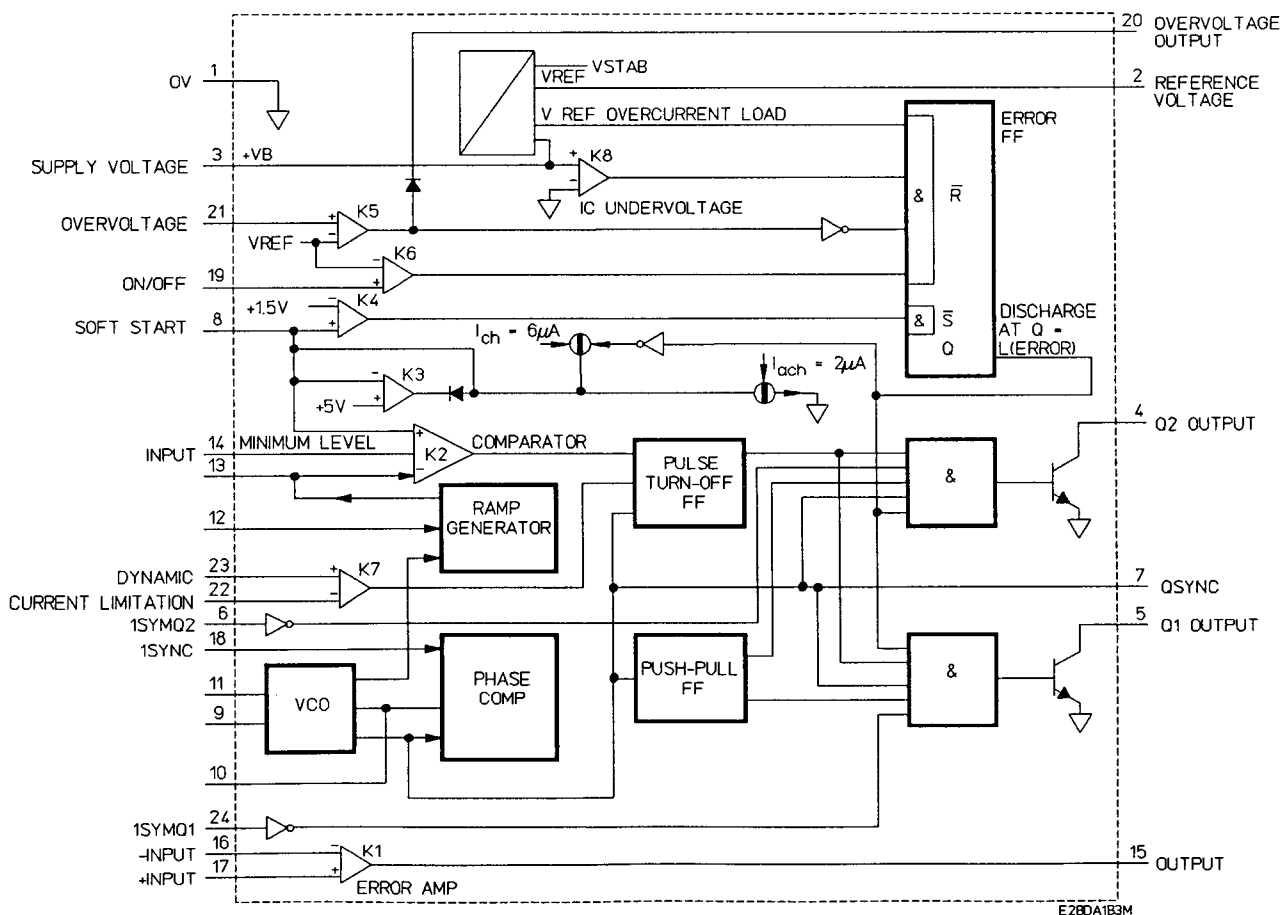 20 OVERVOLTAGE
OUTPUT
VSTAB
VREF
2 REFERENCE
VOLTAGE
0V 1
V REF OVERCURRENT LOAD
ERROR
FF
SUPPLY VOLTAGE 3 +VB
+ K8
-
IC UNDERVOLTAGE
& R
OVERVOLTAGE 21
+ K5
-
VREF
- K6
+
ON/OFF 19
+1.5V - K4
+
SOFT START 8
& S
Q
DISCHARGE
AT Q =
L(ERROR)
Ich = 6µA
Iach = 2µA
- K3
+5V +
4 Q2 OUTPUT
INPUT 14 MINIMUM LEVEL + K2 COMPARATOR
13 -
PULSE
TURN-OFF
FF
&
RAMP
GENERATOR
12
DYNAMIC 23 + K7
CURRENT LIMITATION 22 -
7 QSYNC
1SYMQ2 6
1SYNC 18
5 Q1 OUTPUT
PUSH-PULL
FF
&
PHASE
COMP
11
VCO
9
10
1SYMQ1 24
-INPUT 16 - K1
+INPUT 17 +
ERROR AMP
15 OUTPUT
E28DA1B3M